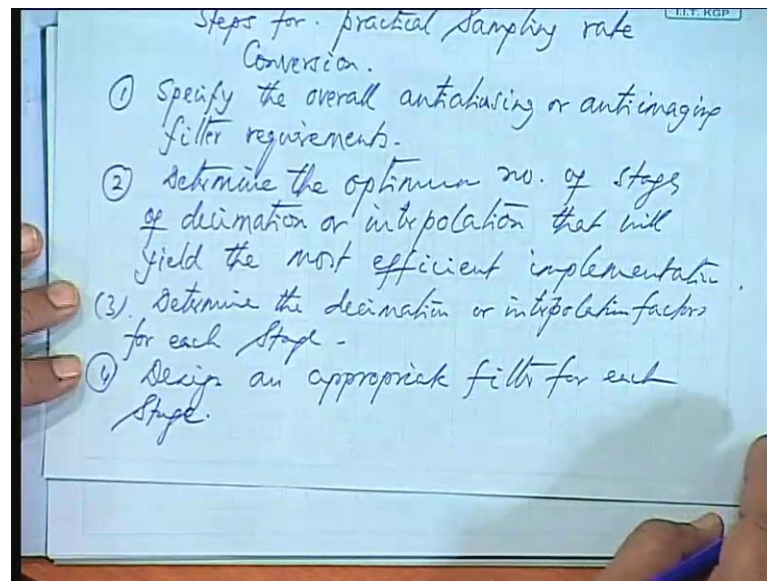 I.I.T. KGP
Steps for practical Sampling rate
Conversion.
① Specify the overall antialiasing or antiimaging
filter requirements.
② Determine the optimum no. of stages
of decimation or interpolation that will
yield the most efficient implementation.
(3). Determine the decimation or interpolation factors
for each stage -
④ Design an appropriate filter for each
Stage.